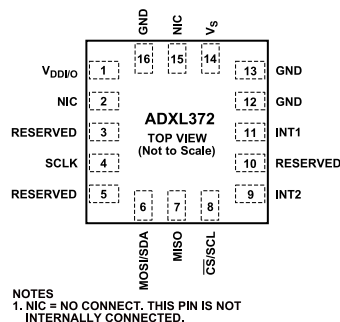 GND
NIC
VS
16
15
14
VDDI/O 1
13 GND
NIC 2
12 GND
ADXL372
RESERVED 3
TOP VIEW
11 INT1
(Not to Scale)
SCLK 4
10 RESERVED
RESERVED 5
9 INT2
6
7
8
MOSI/SDA
MISO
CS/SCL
NOTES
1. NIC = NO CONNECT. THIS PIN IS NOT
INTERNALLY CONNECTED.